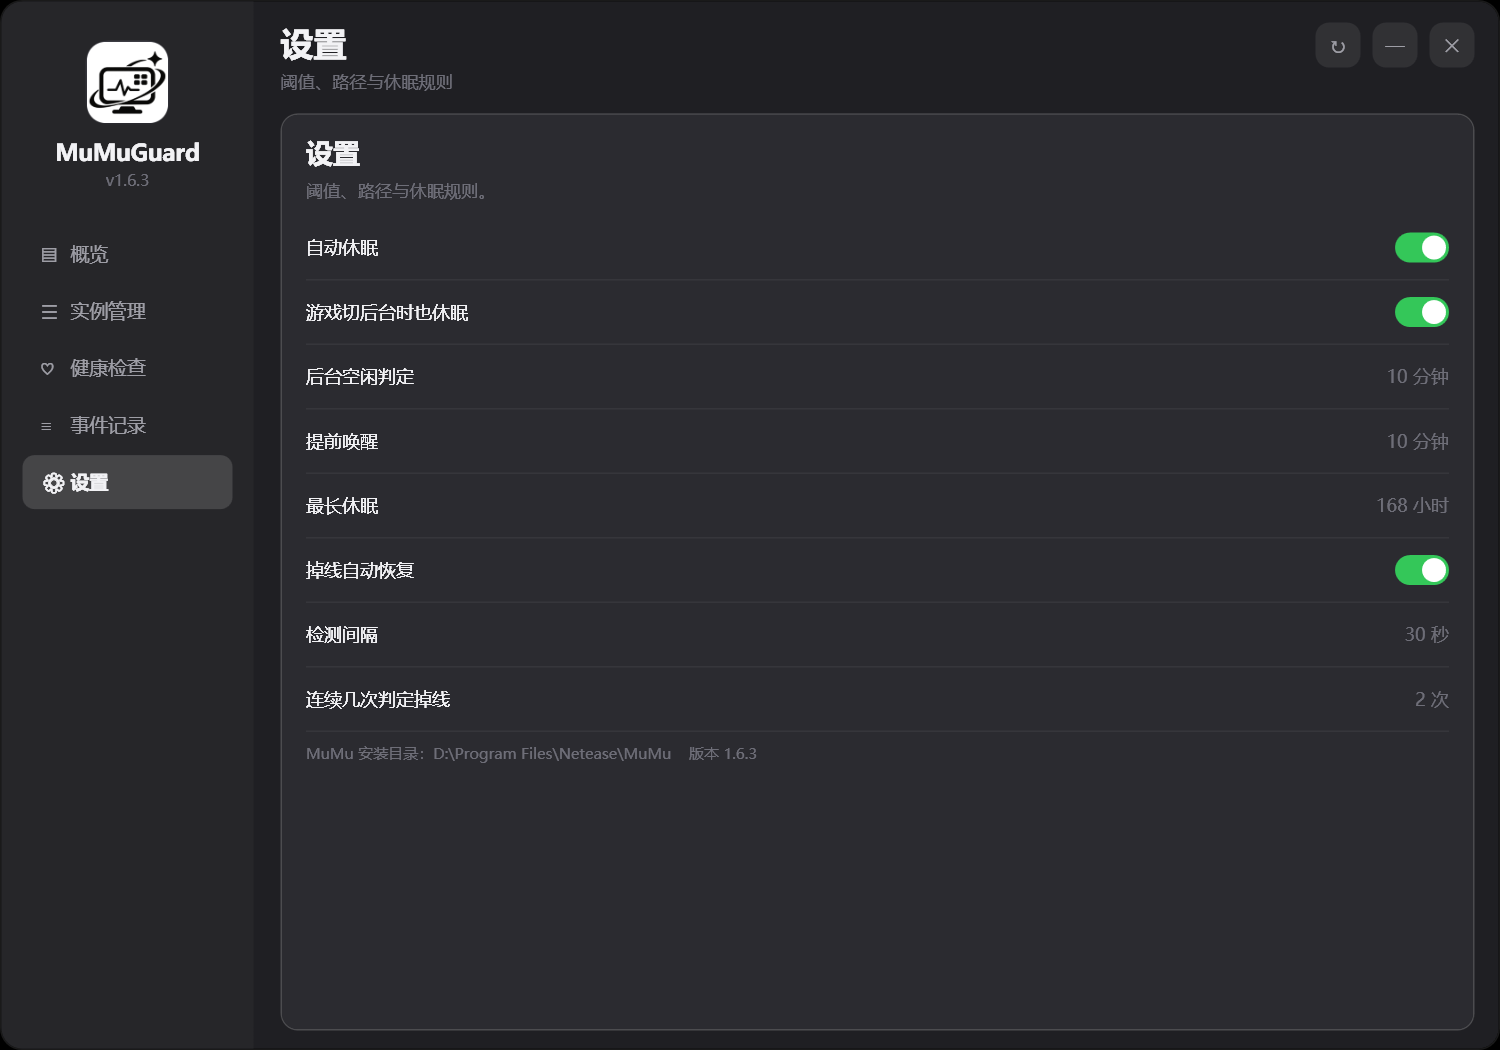 MuMuGuard
v1.6.3
概览
实例管理
健康检查
事件记录
设置
设置
阈值、路径与休眠规则
设置
阈值、路径与休眠规则。
自动休眠
游戏切后台时也休眠
后台空闲判定 10 分钟
提前唤醒 10 分钟
最长休眠 168 小时
掉线自动恢复
检测间隔 30 秒
连续几次判定掉线 2 次
MuMu 安装目录：D:\Program Files\Netease\MuMu 版本 1.6.3